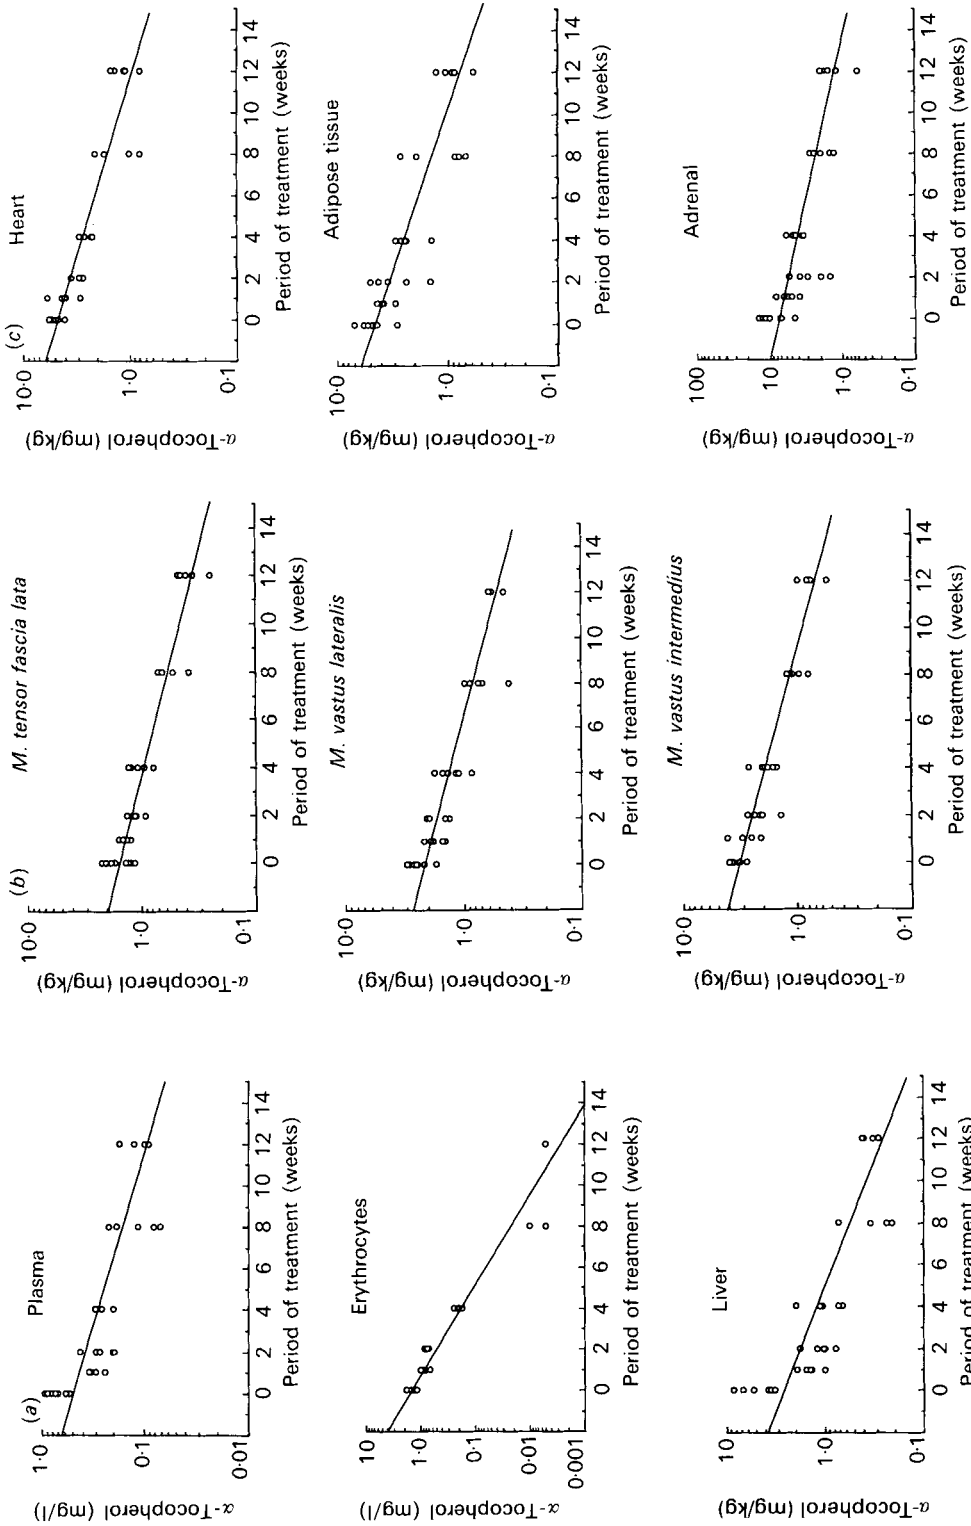 (a)
Plasma
α-Tocopherol (mg/l)
1·0
0·1
0·01
0 2 4 6 8 10 12 14
Period of treatment (weeks)
Erythrocytes
α-Tocopherol (mg/l)
10
1·0
0·1
0·01
0·001
0 2 4 6 8 10 12 14
Period of treatment (weeks)
Liver
α-Tocopherol (mg/kg)
10
1·0
0·1
0 2 4 6 8 10 12 14
Period of treatment (weeks)
(b)
M. tensor fascia lata
α-Tocopherol (mg/kg)
10·0
1·0
0·1
0 2 4 6 8 10 12 14
Period of treatment (weeks)
M. vastus lateralis
α-Tocopherol (mg/kg)
10·0
1·0
0·1
0 2 4 6 8 10 12 14
Period of treatment (weeks)
M. vastus intermedius
α-Tocopherol (mg/kg)
10·0
1·0
0·1
0 2 4 6 8 10 12 14
Period of treatment (weeks)
(c)
Heart
α-Tocopherol (mg/kg)
10·0
1·0
0·1
0 2 4 6 8 10 12 14
Period of treatment (weeks)
Adipose tissue
α-Tocopherol (mg/kg)
10·0
1·0
0·1
0 2 4 6 8 10 12 14
Period of treatment (weeks)
Adrenal
α-Tocopherol (mg/kg)
100
10
1·0
0·1
0 2 4 6 8 10 12 14
Period of treatment (weeks)